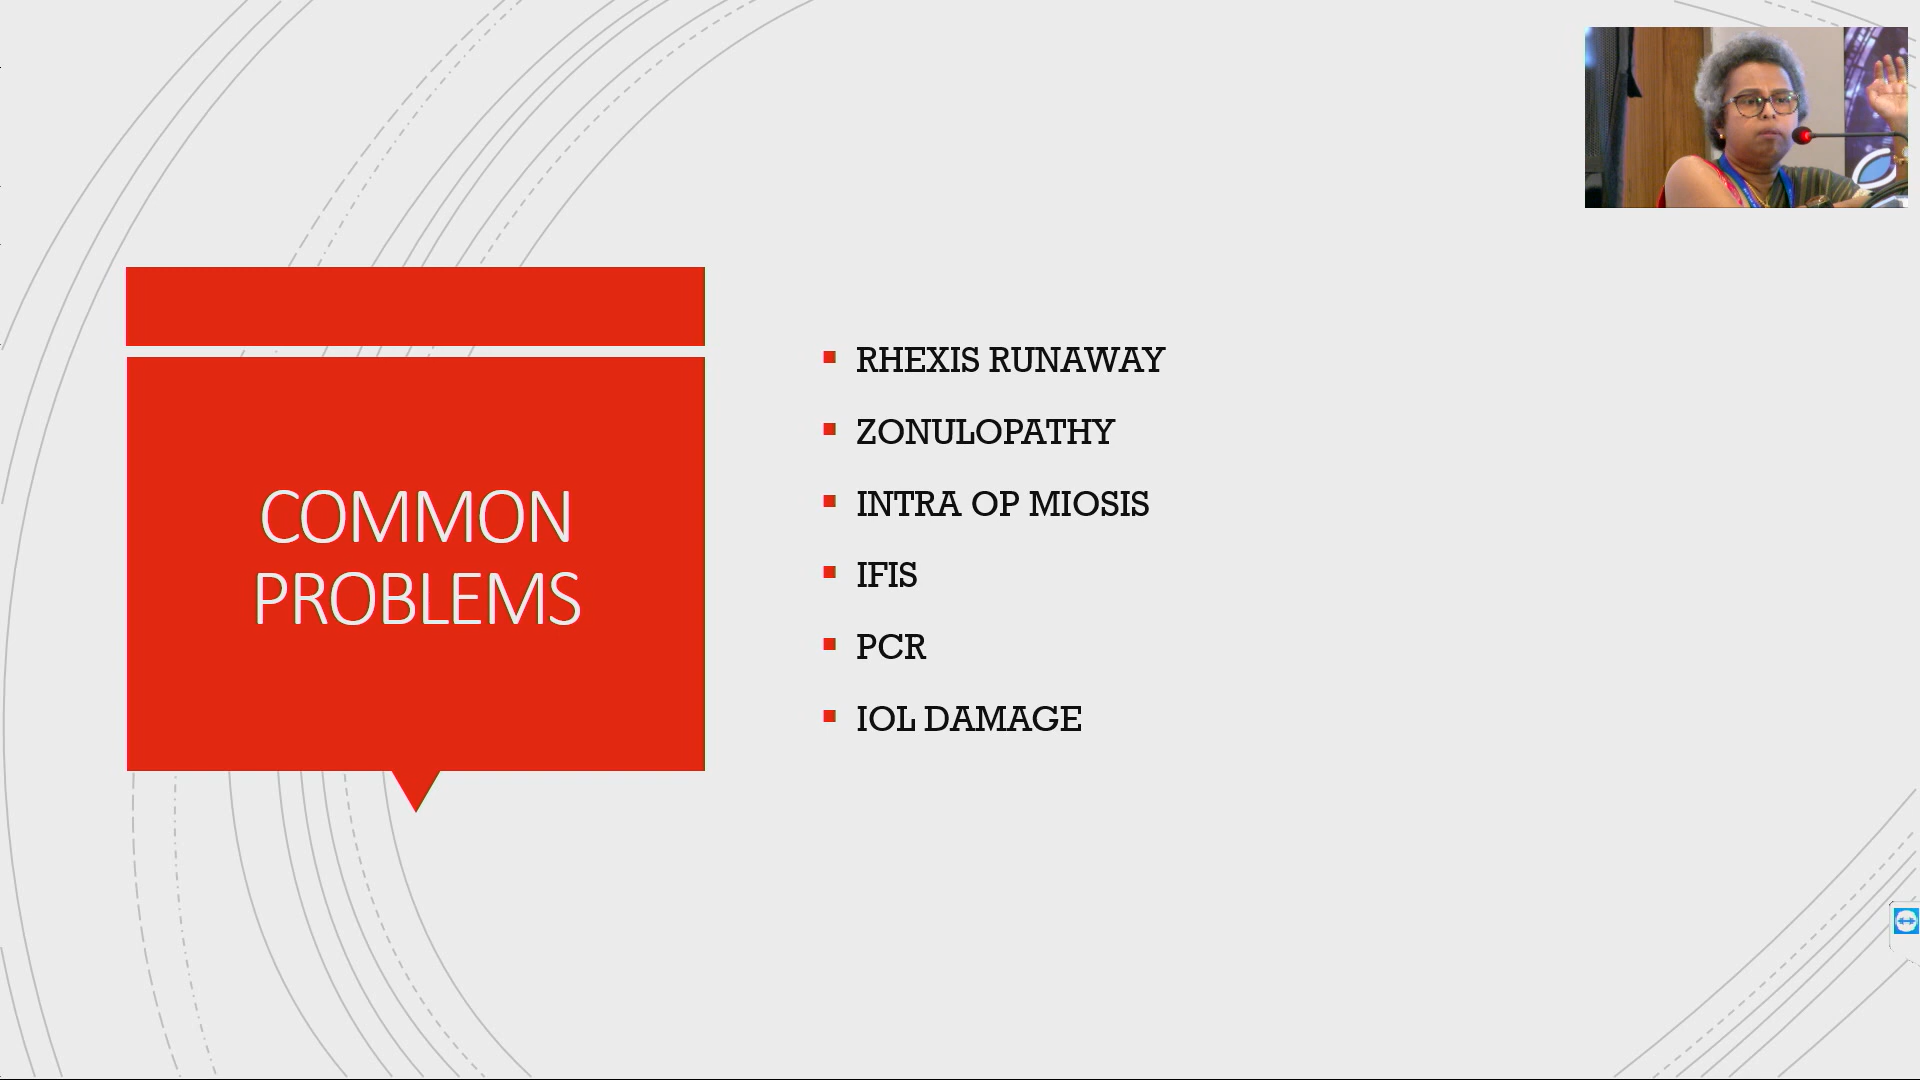 COMMON
PROBLEMS
RHEXIS RUNAWAY
ZONULOPATHY
INTRA OP MIOSIS
IFIS
PCR
IOL DAMAGE